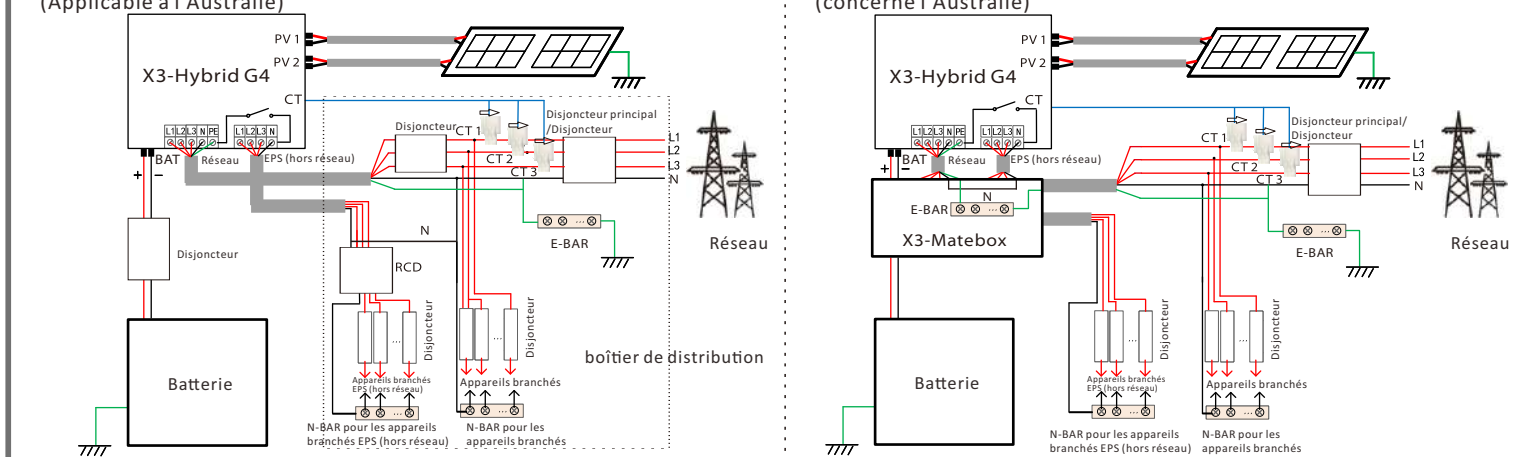 (Applicable à l'Australie)
PV 1
PV 2
X3-Hybrid G4
CT
L1 L2 L3 N PE
L1 L2 L3 N
BAT
Réseau
EPS (hors réseau)
+ −
Disjoncteur
CT 1
CT 2
CT 3
Disjoncteur principal
/Disjoncteur
L1
L2
L3
N
E-BAR
Réseau
N
RCD
Disjoncteur
Disjoncteur
Disjoncteur
...
...
boîtier de distribution
Batterie
Appareils branchés
EPS (hors réseau)
Appareils branchés
...
...
...
N-BAR pour les appareils
branchés EPS (hors réseau)
N-BAR pour les
appareils branchés
(concerne l'Australie)
PV 1
PV 2
X3-Hybrid G4
CT
L1 L2 L3 N PE
L1 L2 L3 N
BAT
Réseau
EPS (hors réseau)
+ −
N
E-BAR
...
X3-Matebox
CT 1
CT 2
CT 3
Disjoncteur principal/
Disjoncteur
L1
L2
L3
N
E-BAR
...
Réseau
Disjoncteur
Disjoncteur
...
...
Batterie
Appareils branchés
EPS (hors réseau)
Appareils branchés
...
...
N-BAR pour les appareils
branchés EPS (hors réseau)
N-BAR pour les
appareils branchés